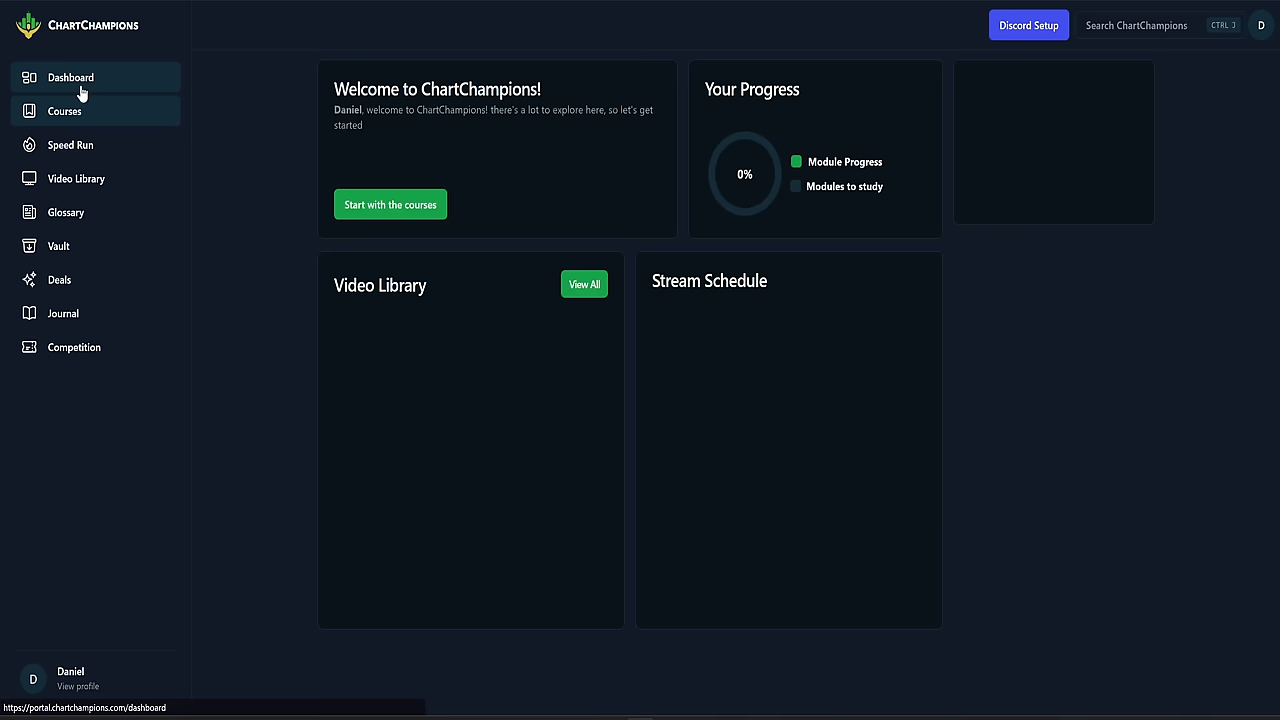 CHARTCHAMPIONS
Discord Setup
Search ChartChampions
CTRL J
D
Dashboard
Courses
Speed Run
Video Library
Glossary
Vault
Deals
Journal
Competition
Welcome to ChartChampions!
Daniel, welcome to ChartChampions! there's a lot to explore here, so let's get
started
Start with the courses
Your Progress
0%
Module Progress
Modules to study
Video Library
View All
Stream Schedule
D
Daniel
View profile
https://portal.chartchampions.com/dashboard